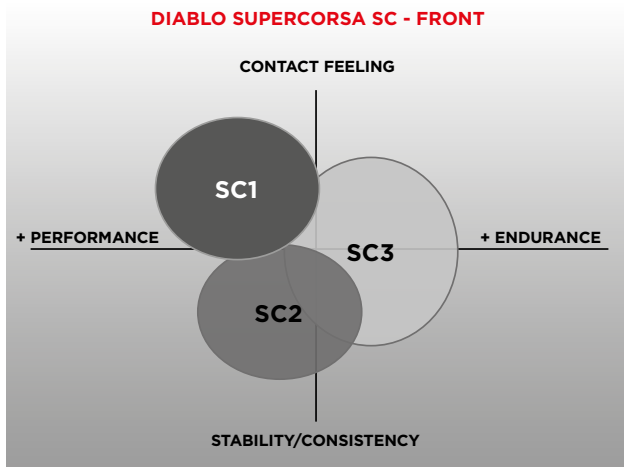 DIABLO SUPERCORSA SC - FRONT
CONTACT FEELING
SC1
+ PERFORMANCE
+ ENDURANCE
SC3
SC2
STABILITY/CONSISTENCY